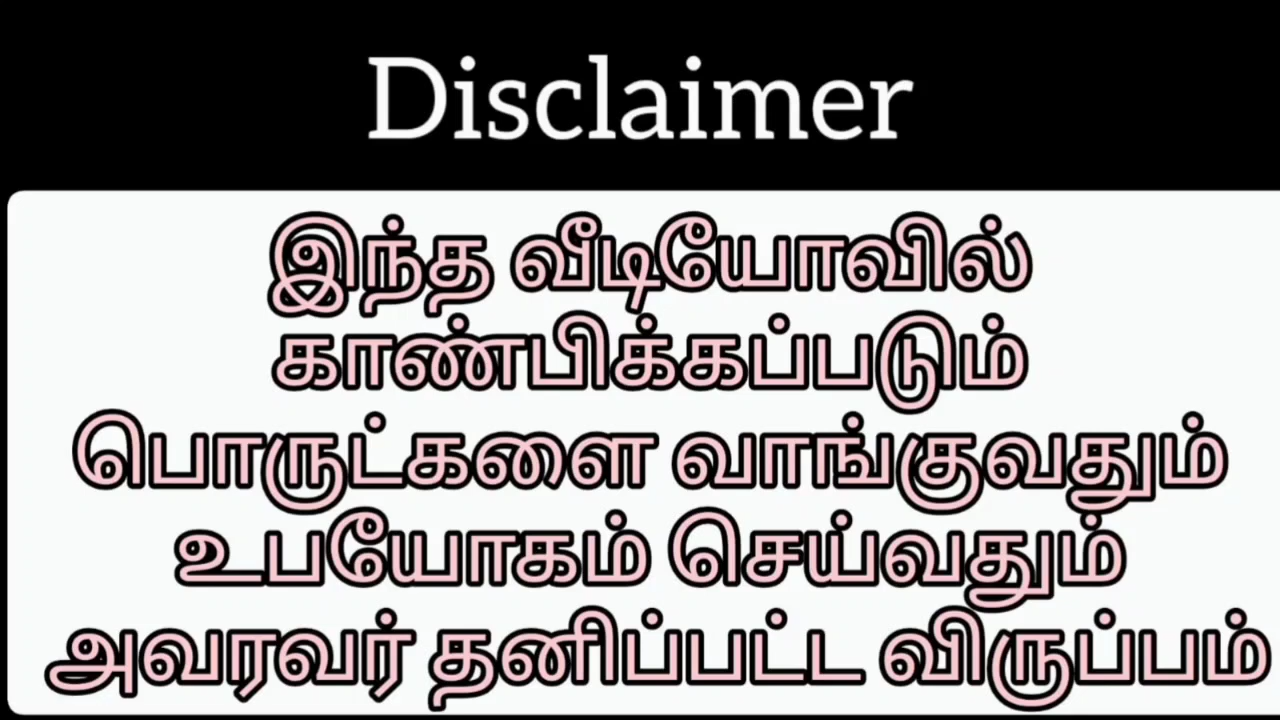 Disclaimer
இந்த வீடியோவில்
காண்பிக்கப்படும்
பொருட்களை வாங்குவதும்
உபயோகம் செய்வதும்
அவரவர் தனிப்பட்ட விருப்பம்